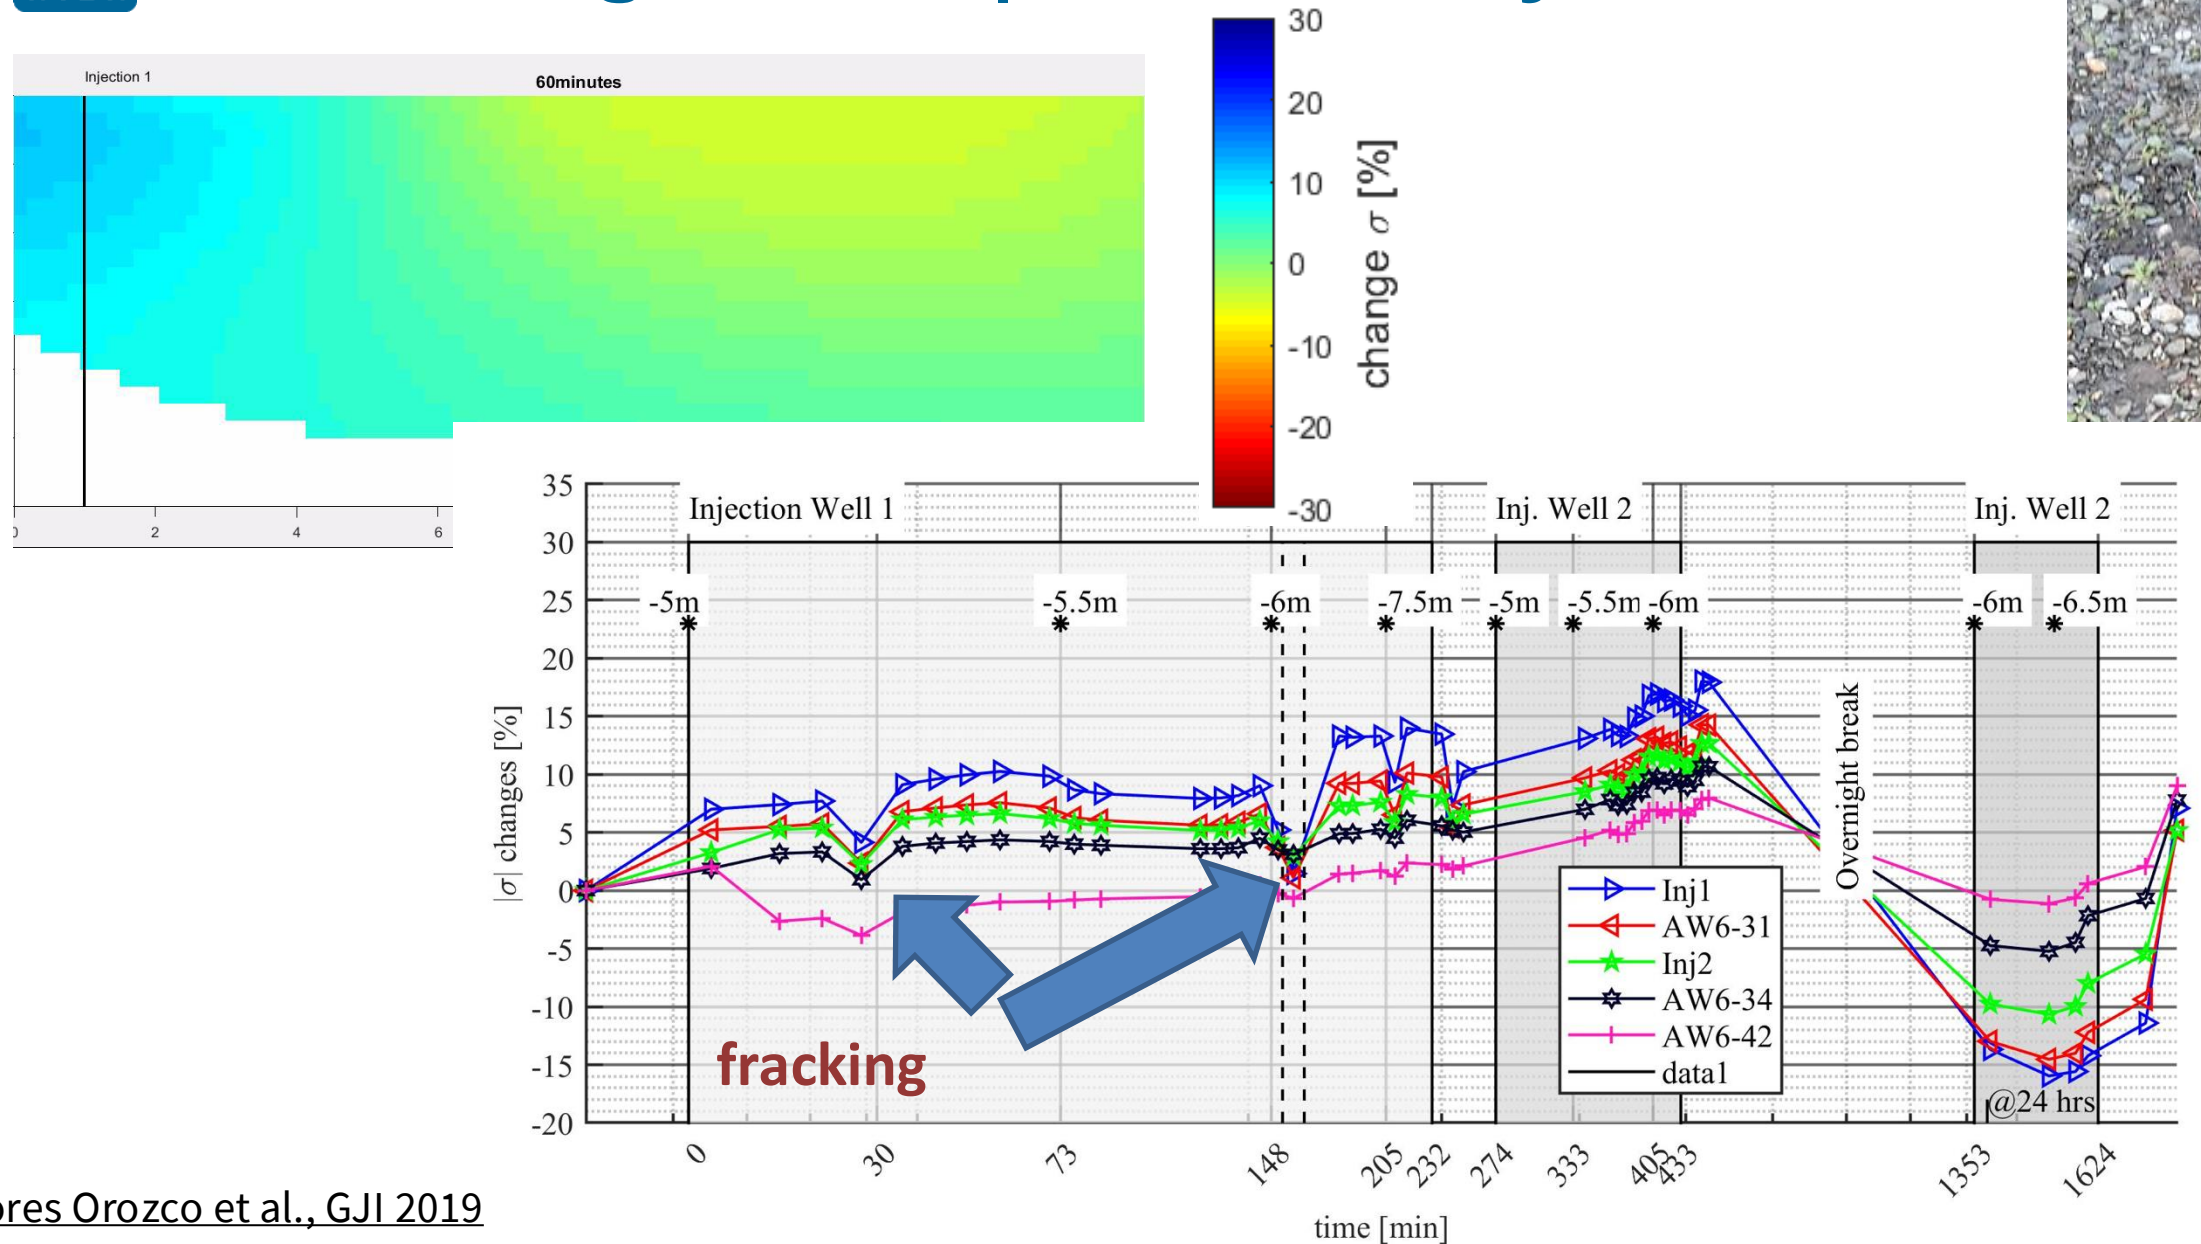 Injection 1
60minutes
0 2 4 6
30
20
10
0
-10
-20
-30
change σ [%]
35
30
25
20
15
10
5
0
-5
-10
-15
-20
|σ| changes [%]
Injection Well 1
Inj. Well 2
Inj. Well 2
-5m
-5.5m
-6m
-7.5m
-5m
-5.5m
-6m
-6m
-6.5m
Overnight break
Inj1
AW6-31
Inj2
AW6-34
AW6-42
data1
@24 hrs
fracking
0 30 73 148 205 232 274 333 405 433 1353 1624
time [min]
ores Orozco et al., GJI 2019